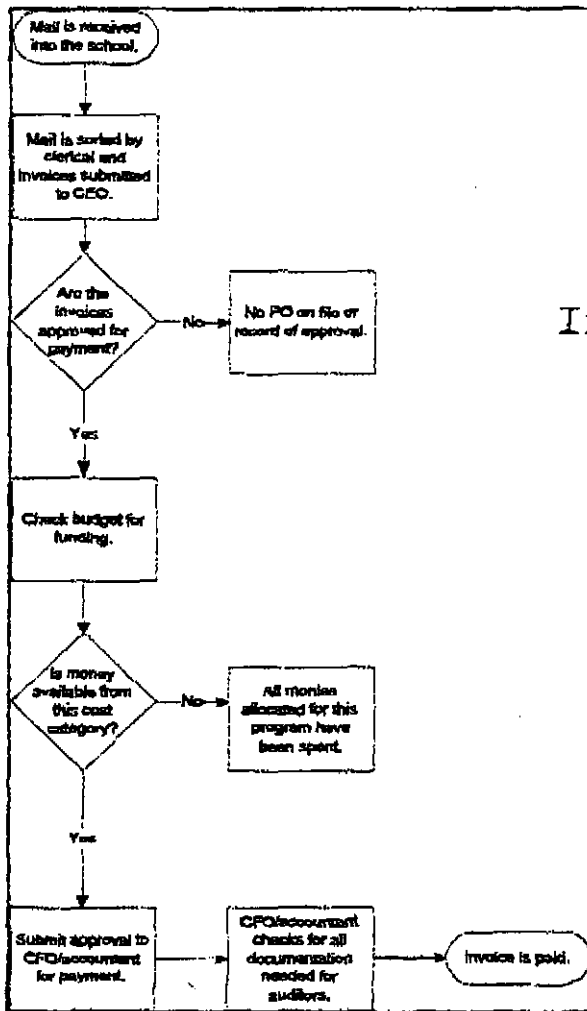 Mail is received
into the school.
Mail is sorted by
clerical and
invoices submitted
to CEO.
Are the
invoices
approved for
payment?
No
No PO on file or
record of approval.
Yes
Check budget for
funding.
Is money
available from
this cost
category?
No
All monies
allocated for this
program have
been spent.
Yes
Submit approval to
CFO/accountant
for payment.
CFO/accountant
checks for all
documentation
needed for
auditors.
Invoice is paid.